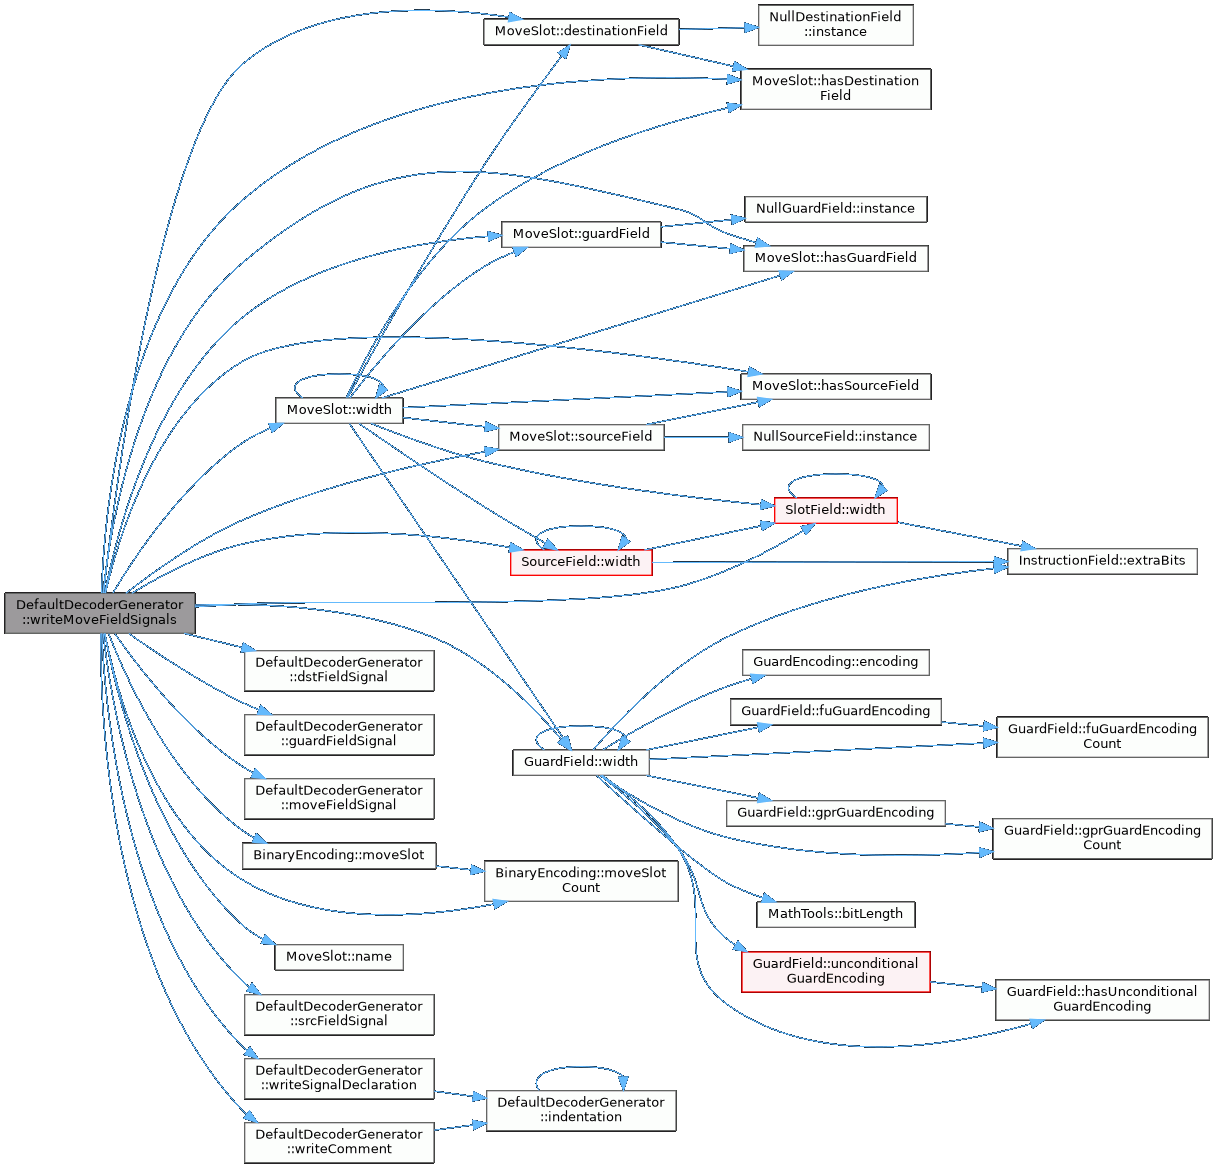 NullDestinationField
::instance
MoveSlot::destinationField
MoveSlot::hasDestination
Field
NullGuardField::instance
MoveSlot::guardField
MoveSlot::hasGuardField
MoveSlot::hasSourceField
MoveSlot::width
MoveSlot::sourceField
NullSourceField::instance
SlotField::width
SourceField::width
InstructionField::extraBits
DefaultDecoderGenerator
::writeMoveFieldSignals
DefaultDecoderGenerator
::dstFieldSignal
GuardEncoding::encoding
GuardField::fuGuardEncoding
DefaultDecoderGenerator
::guardFieldSignal
GuardField::fuGuardEncoding
Count
GuardField::width
DefaultDecoderGenerator
::moveFieldSignal
GuardField::gprGuardEncoding
GuardField::gprGuardEncoding
Count
BinaryEncoding::moveSlot
BinaryEncoding::moveSlot
Count
MathTools::bitLength
MoveSlot::name
GuardField::unconditional
GuardEncoding
GuardField::hasUnconditional
GuardEncoding
DefaultDecoderGenerator
::srcFieldSignal
DefaultDecoderGenerator
::writeSignalDeclaration
DefaultDecoderGenerator
::indentation
DefaultDecoderGenerator
::writeComment